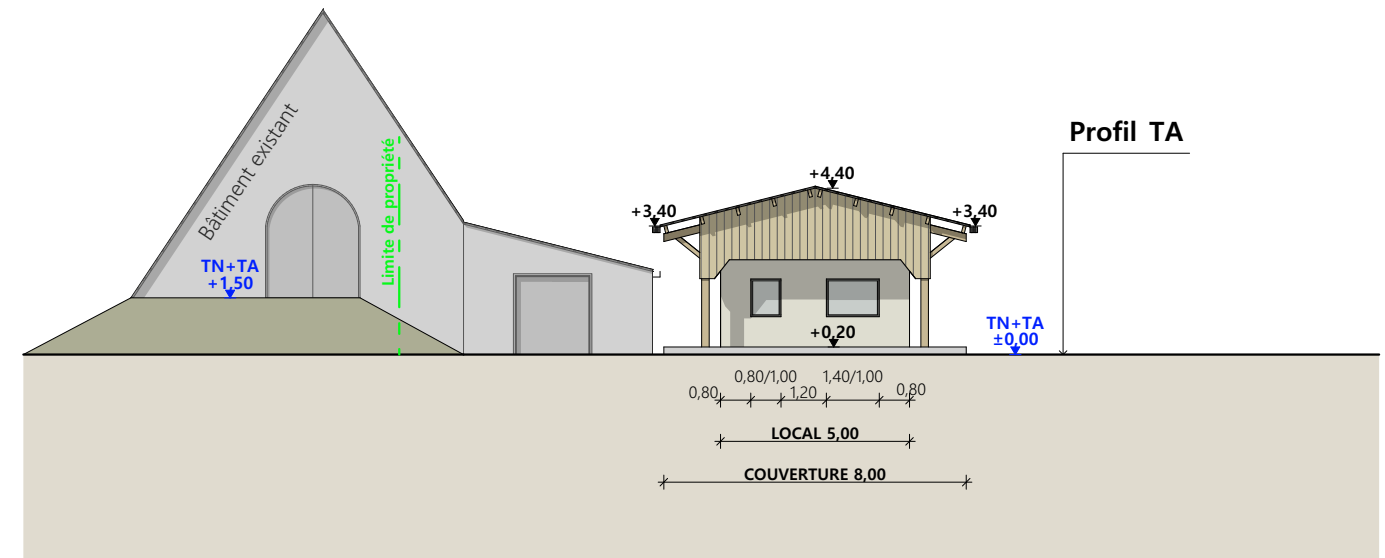 Bâtiment existant
Limite de propriété
TN+TA
+1,50
+3,40
+4,40
+3,40
Profil TA
+0,20
TN+TA
±0,00
0,80/1,00 1,40/1,00
0,80 1,20 0,80
LOCAL 5,00
COUVERTURE 8,00